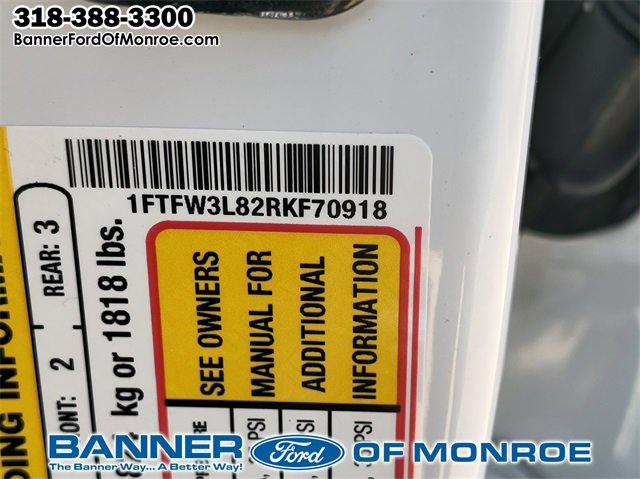 318-388-3300
BannerFordOfMonroe.com
1FTFW3L82RKF70918
REAR: 3
2
kg or 1818 lbs.
SEE OWNERS
MANUAL FOR
ADDITIONAL
INFORMATION
PSI
BANNER Ford OF MONROE
The Banner Way... A Better Way!